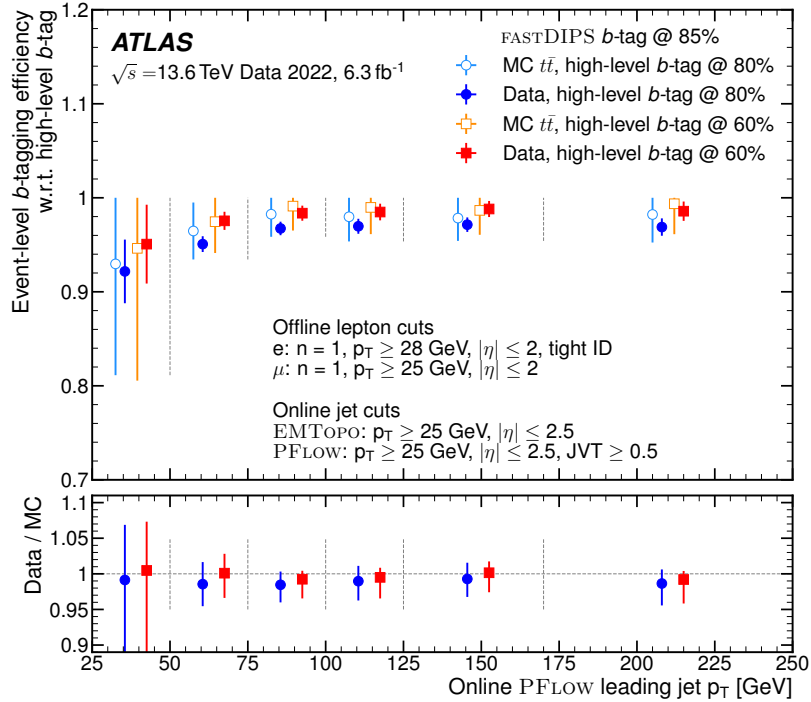 ATLAS
√s =13.6 TeV Data 2022, 6.3 fb⁻¹
FASTDIPS b-tag @ 85%
MC tt̄, high-level b-tag @ 80%
Data, high-level b-tag @ 80%
MC tt̄, high-level b-tag @ 60%
Data, high-level b-tag @ 60%
Event-level b-tagging efficiency
w.r.t. high-level b-tag
1.2
1.1
1
0.9
0.8
0.7
Offline lepton cuts
e: n = 1, p_T ≥ 28 GeV, |η| ≤ 2, tight ID
μ: n = 1, p_T ≥ 25 GeV, |η| ≤ 2
Online jet cuts
EMTOPO: p_T ≥ 25 GeV, |η| ≤ 2.5
PFLOW: p_T ≥ 25 GeV, |η| ≤ 2.5, JVT ≥ 0.5
Data / MC
1.1
1.05
1
0.95
0.9
25 50 75 100 125 150 175 200 225 250
Online PFLOW leading jet p_T [GeV]